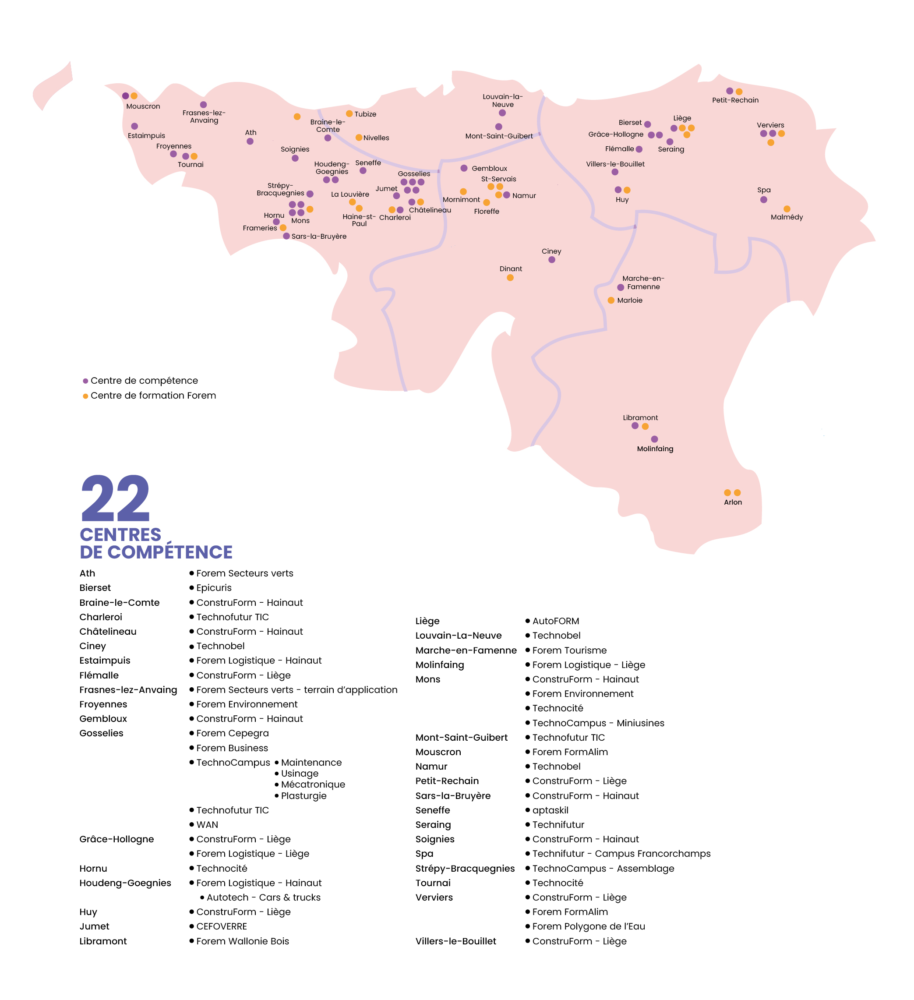 Mouscron
Frasnes-lez-
Anvaing
Estaimpuis
Froyennes
Tournai
Ath
Soignies
Braine-le-
Comte
Tubize
Nivelles
Louvain-la-
Neuve
Mont-Saint-Guibert
Houdeng-
Goegnies
Seneffe
Gosselies
Strépy-
Bracquegnies
La Louvière
Jumet
Châtelineau
Hornu
Mons
Haine-st-
Paul
Charleroi
Frameries
Sars-la-Bruyère
Gembloux
St-Servais
Mornimont
Namur
Floreffe
Ciney
Dinant
Petit-Rechain
Bierset
Liège
Grâce-Hollogne
Flémalle
Seraing
Verviers
Villers-le-Bouillet
Huy
Spa
Malmédy
Marche-en-
Famenne
Marloie
Libramont
Molinfaing
Arlon
Centre de compétence
Centre de formation Forem
22
CENTRES
DE COMPÉTENCE
Ath • Forem Secteurs verts
Bierset • Epicuris
Braine-le-Comte • ConstruForm - Hainaut
Charleroi • Technofutur TIC
Châtelineau • ConstruForm - Hainaut
Ciney • Technobel
Estaimpuis • Forem Logistique - Hainaut
Flémalle • ConstruForm - Liège
Frasnes-lez-Anvaing • Forem Secteurs verts - terrain d’application
Froyennes • Forem Environnement
Gembloux • ConstruForm - Hainaut
Gosselies • Forem Cepegra
• Forem Business
• TechnoCampus • Maintenance
• Usinage
• Mécatronique
• Plasturgie
• Technofutur TIC
• WAN
Grâce-Hollogne • ConstruForm - Liège
• Forem Logistique - Liège
Hornu • Technocité
Houdeng-Goegnies • Forem Logistique - Hainaut
• Autotech - Cars & trucks
Huy • ConstruForm - Liège
Jumet • CEFOVERRE
Libramont • Forem Wallonie Bois
Liège • AutoFORM
Louvain-La-Neuve • Technobel
Marche-en-Famenne • Forem Tourisme
Molinfaing • Forem Logistique - Liège
Mons • ConstruForm - Hainaut
• Forem Environnement
• Technocité
• TechnoCampus - Miniusines
Mont-Saint-Guibert • Technofutur TIC
Mouscron • Forem FormAlim
Namur • Technobel
Petit-Rechain • ConstruForm - Liège
Sars-la-Bruyère • ConstruForm - Hainaut
Seneffe • aptaskil
Seraing • Technifutur
Soignies • ConstruForm - Hainaut
Spa • Technifutur - Campus Francorchamps
Strépy-Bracquegnies • TechnoCampus - Assemblage
Tournai • Technocité
Verviers • ConstruForm - Liège
• Forem FormAlim
• Forem Polygone de l’Eau
Villers-le-Bouillet • ConstruForm - Liège